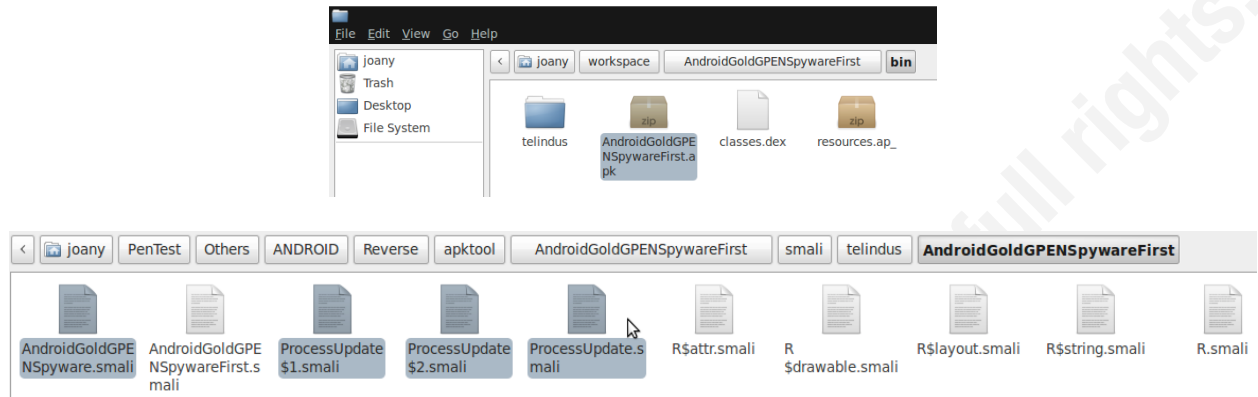 File Edit View Go Help
joany
Trash
Desktop
File System
joany workspace AndroidGoldGPENSpywareFirst bin
zip zip
telindus AndroidGoldGPE classes.dex resources.ap_
NSpywareFirst.a
pk
full rights.
joany PenTest Others ANDROID Reverse apktool AndroidGoldGPENSpywareFirst smali telindus AndroidGoldGPENSpywareFirst
AndroidGoldGPE AndroidGoldGPE ProcessUpdate ProcessUpdate ProcessUpdate.s R$attr.smali R R$layout.smali R$string.smali R.smali
NSpyware.smali NSpywareFirst.s $1.smali $2.smali mali $drawable.smali
mali